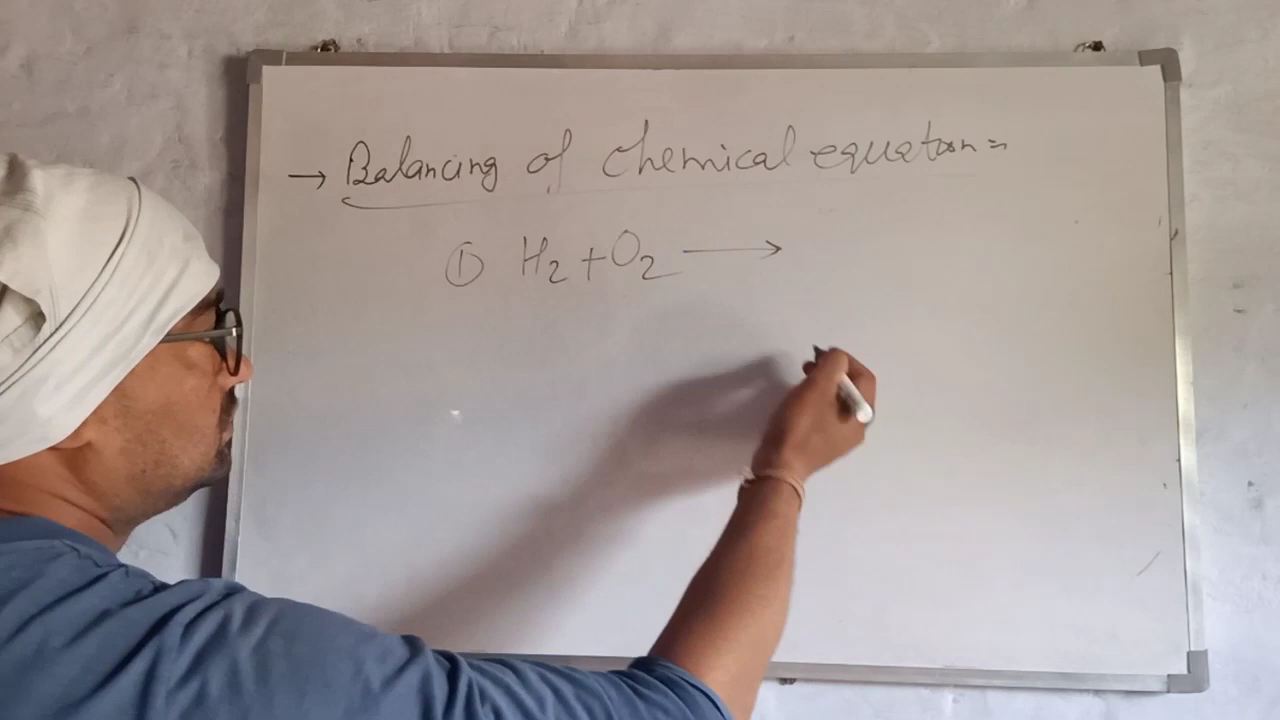 → Balancing of chemical equaton =
① H₂ + O₂ ⟶